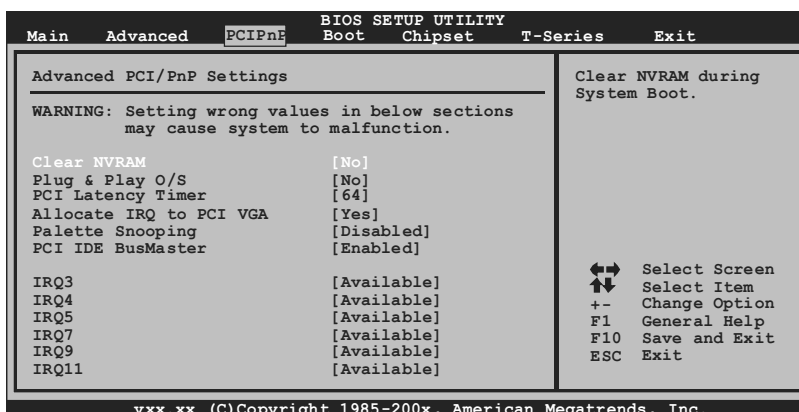 BIOS SETUP UTILITY
Main Advanced PCIPnP Boot Chipset T-Series Exit
Advanced PCI/PnP Settings
WARNING: Setting wrong values in below sections
may cause system to malfunction.
Clear NVRAM [No]
Plug & Play O/S [No]
PCI Latency Timer [64]
Allocate IRQ to PCI VGA [Yes]
Palette Snooping [Disabled]
PCI IDE BusMaster [Enabled]
IRQ3 [Available]
IRQ4 [Available]
IRQ5 [Available]
IRQ7 [Available]
IRQ9 [Available]
IRQ11 [Available]
Clear NVRAM during
System Boot.
Select Screen
Select Item
+- Change Option
F1 General Help
F10 Save and Exit
ESC Exit
vxx.xx (C)Copyright 1985-200x, American Megatrends, Inc